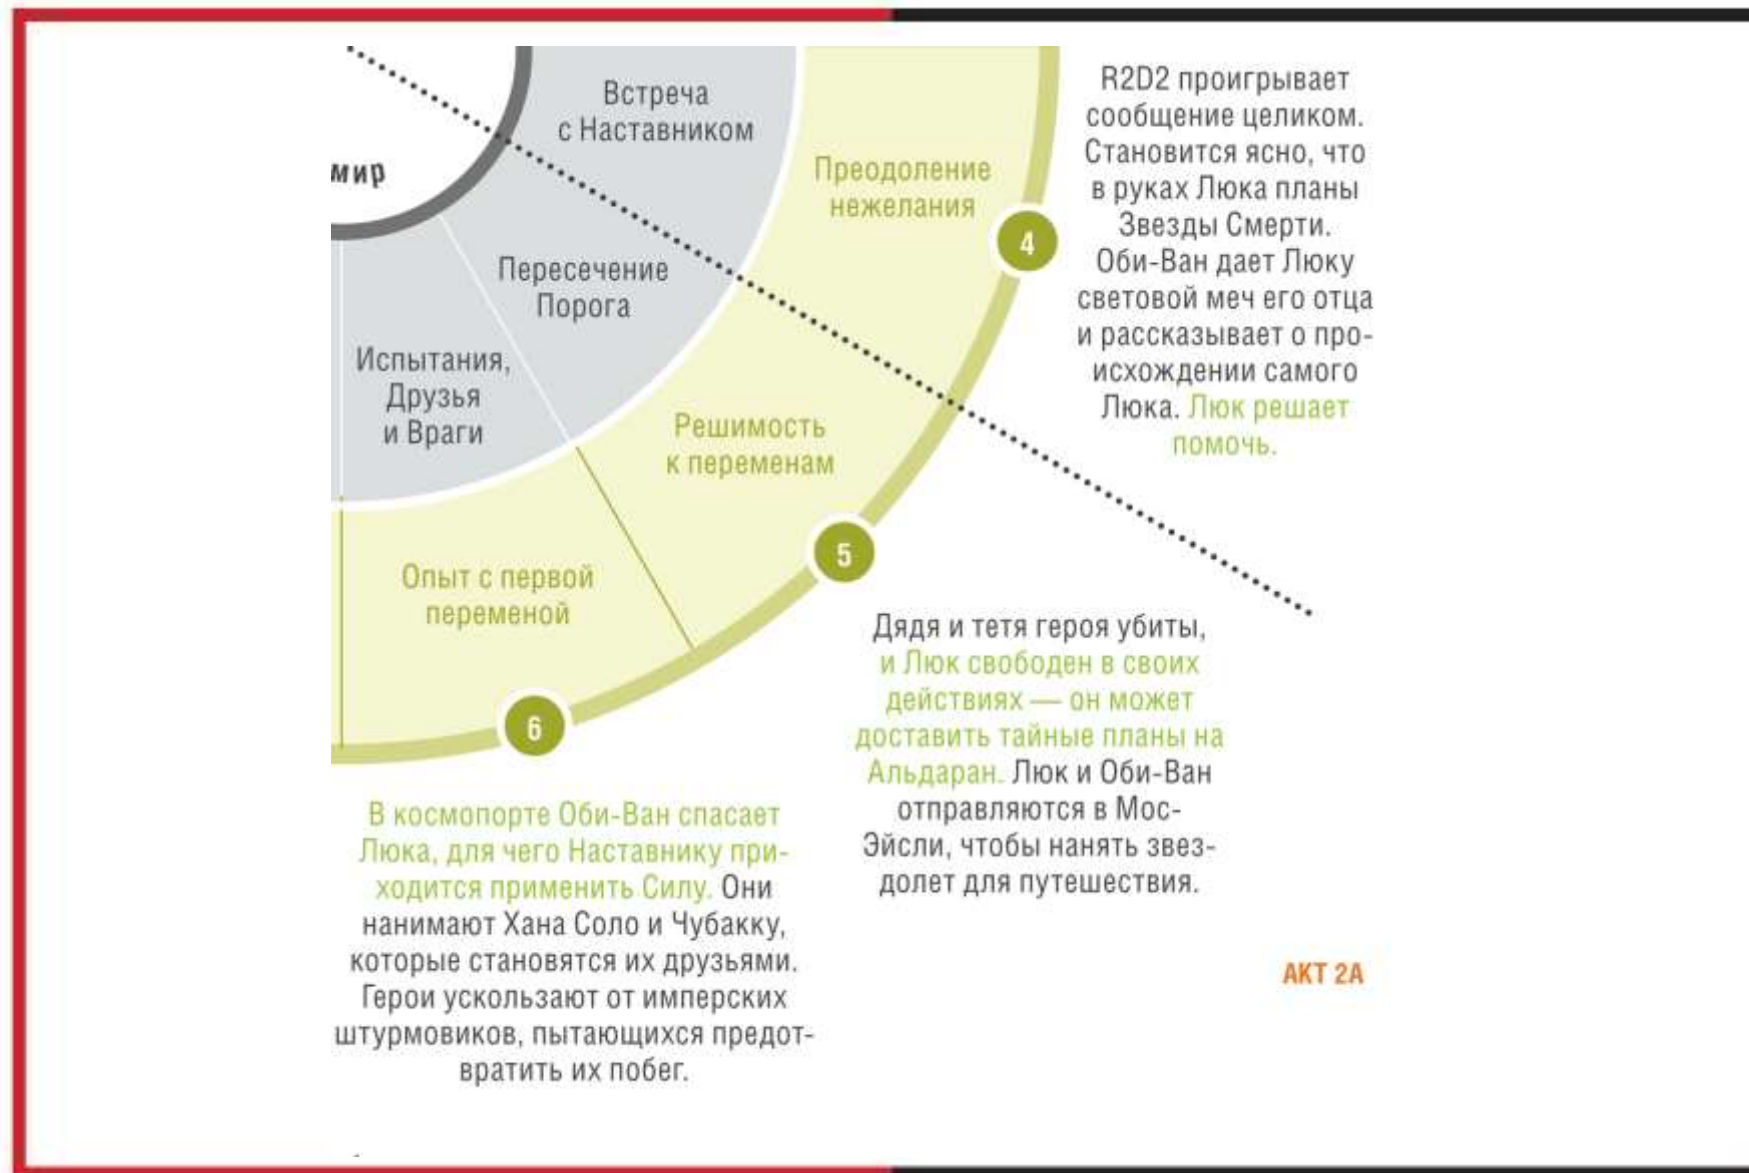 Встреча
с Наставником
мир
Преодоление
нежелания
4
R2D2 проигрывает
сообщение целиком.
Становится ясно, что
в руках Люка планы
Звезды Смерти.
Оби-Ван дает Люку
световой меч его отца
и рассказывает о про-
исхождении самого
Люка. Люк решает
помочь.
Пересечение
Порога
Испытания,
Друзья
и Враги
Решимость
к переменам
5
Опыт с первой
переменой
6
Дядя и тетя героя убиты,
и Люк свободен в своих
действиях — он может
доставить тайные планы на
Альдаран. Люк и Оби-Ван
отправляются в Мос-
Эйсли, чтобы нанять звез-
долет для путешествия.
В космопорте Оби-Ван спасает
Люка, для чего Наставнику при-
ходится применить Силу. Они
нанимают Хана Соло и Чубакку,
которые становятся их друзьями.
Герои ускользают от имперских
штурмовиков, пытающихся предот-
вратить их побег.
АКТ 2А